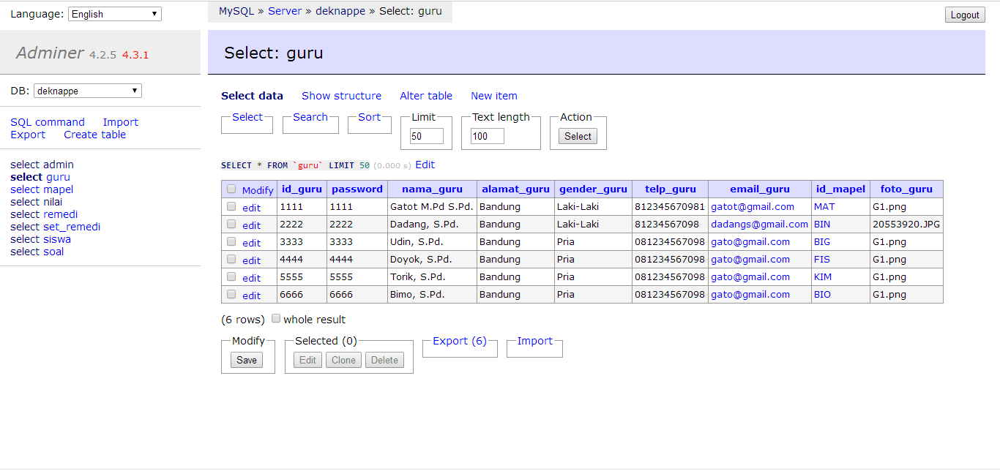 Language: English
MySQL » Server » deknappe » Select: guru
Logout
Adminer 4.2.5 4.3.1
Select: guru
DB: deknappe
Select data Show structure Alter table New item
SQL command Import
Export Create table
Select Search Sort Limit Text length Action
50 100 Select
select admin
select guru
select mapel
select nilai
select remedi
select set_remedi
select siswa
select soal
SELECT * FROM `guru` LIMIT 50 (0.000 s) Edit
Modify id_guru password nama_guru alamat_guru gender_guru telp_guru email_guru id_mapel foto_guru
edit 1111 1111 Gatot M.Pd S.Pd. Bandung Laki-Laki 812345670981 gatot@gmail.com MAT G1.png
edit 2222 2222 Dadang, S.Pd. Bandung Laki-Laki 81234567098 dadangs@gmail.com BIN 20553920.JPG
edit 3333 3333 Udin, S.Pd. Bandung Pria 081234567098 gato@gmail.com BIG G1.png
edit 4444 4444 Doyok, S.Pd. Bandung Pria 081234567098 gato@gmail.com FIS G1.png
edit 5555 5555 Torik, S.Pd. Bandung Pria 081234567098 gato@gmail.com KIM G1.png
edit 6666 6666 Bimo, S.Pd. Bandung Pria 081234567098 gato@gmail.com BIO G1.png
(6 rows) whole result
Modify Selected (0) Export (6) Import
Save Edit Clone Delete